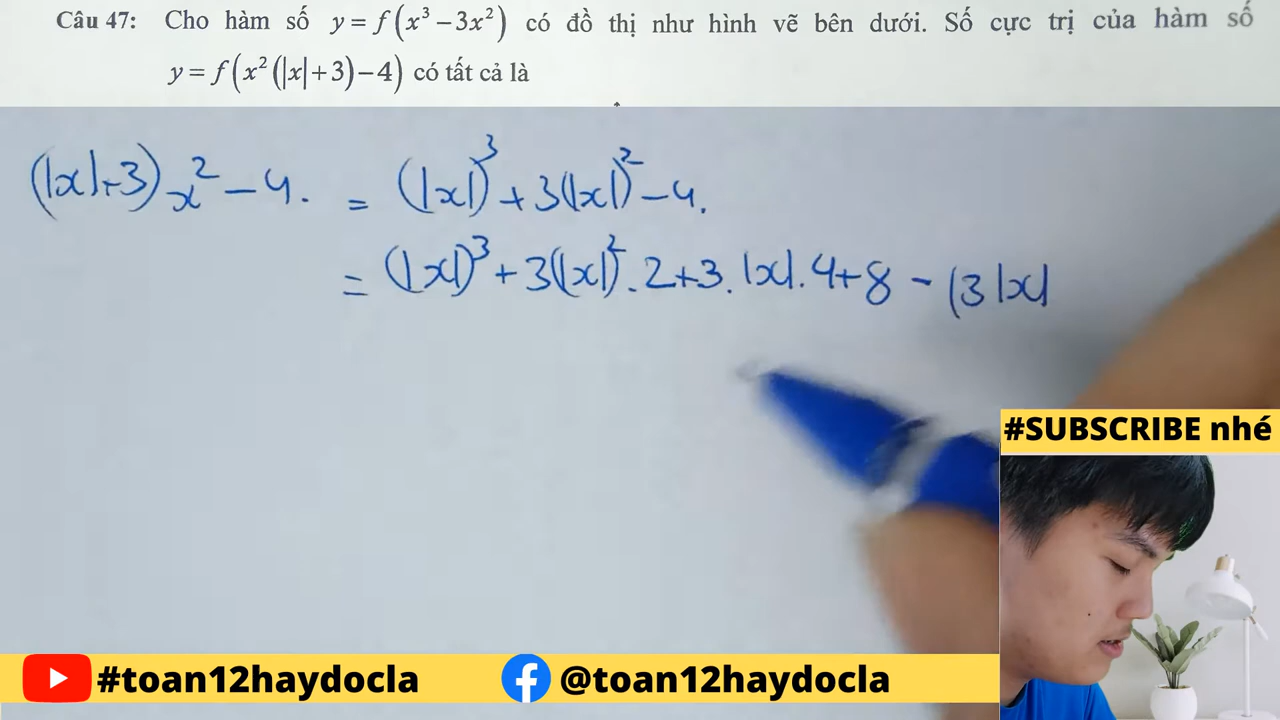 Câu 47: Cho hàm số y = f(x³ − 3x²) có đồ thị như hình vẽ bên dưới. Số cực trị của hàm số
y = f(x²(|x|+3)−4) có tất cả là
(|x|+3)x² − 4. = (|x|)³ + 3(|x|)² − 4.
= (|x|)³ + 3(|x|)².2 + 3.|x|.4 + 8 − (3|x|
#SUBSCRIBE nhé
#toan12haydocla
@toan12haydocla